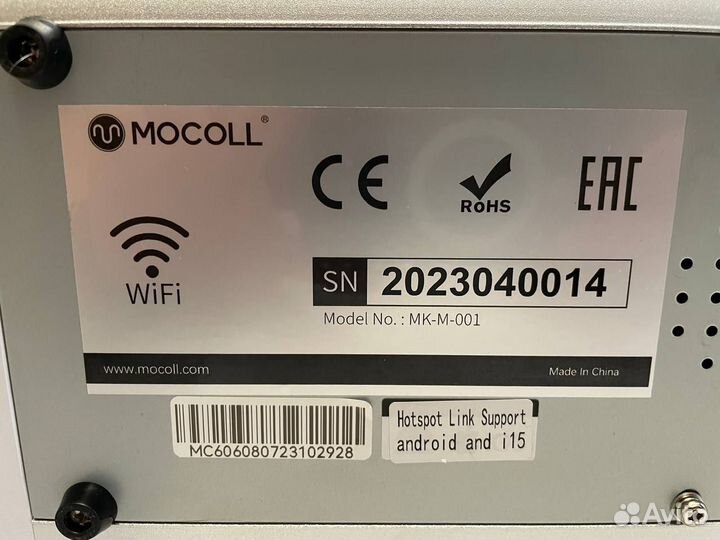 MOCOLL®
CE
RoHS
EAC
WiFi
SN 2023040014
Model No. : MK-M-001
www.mocoll.com
Made In China
MC606080723102928
Hotspot Link Support
android and i15
Avito